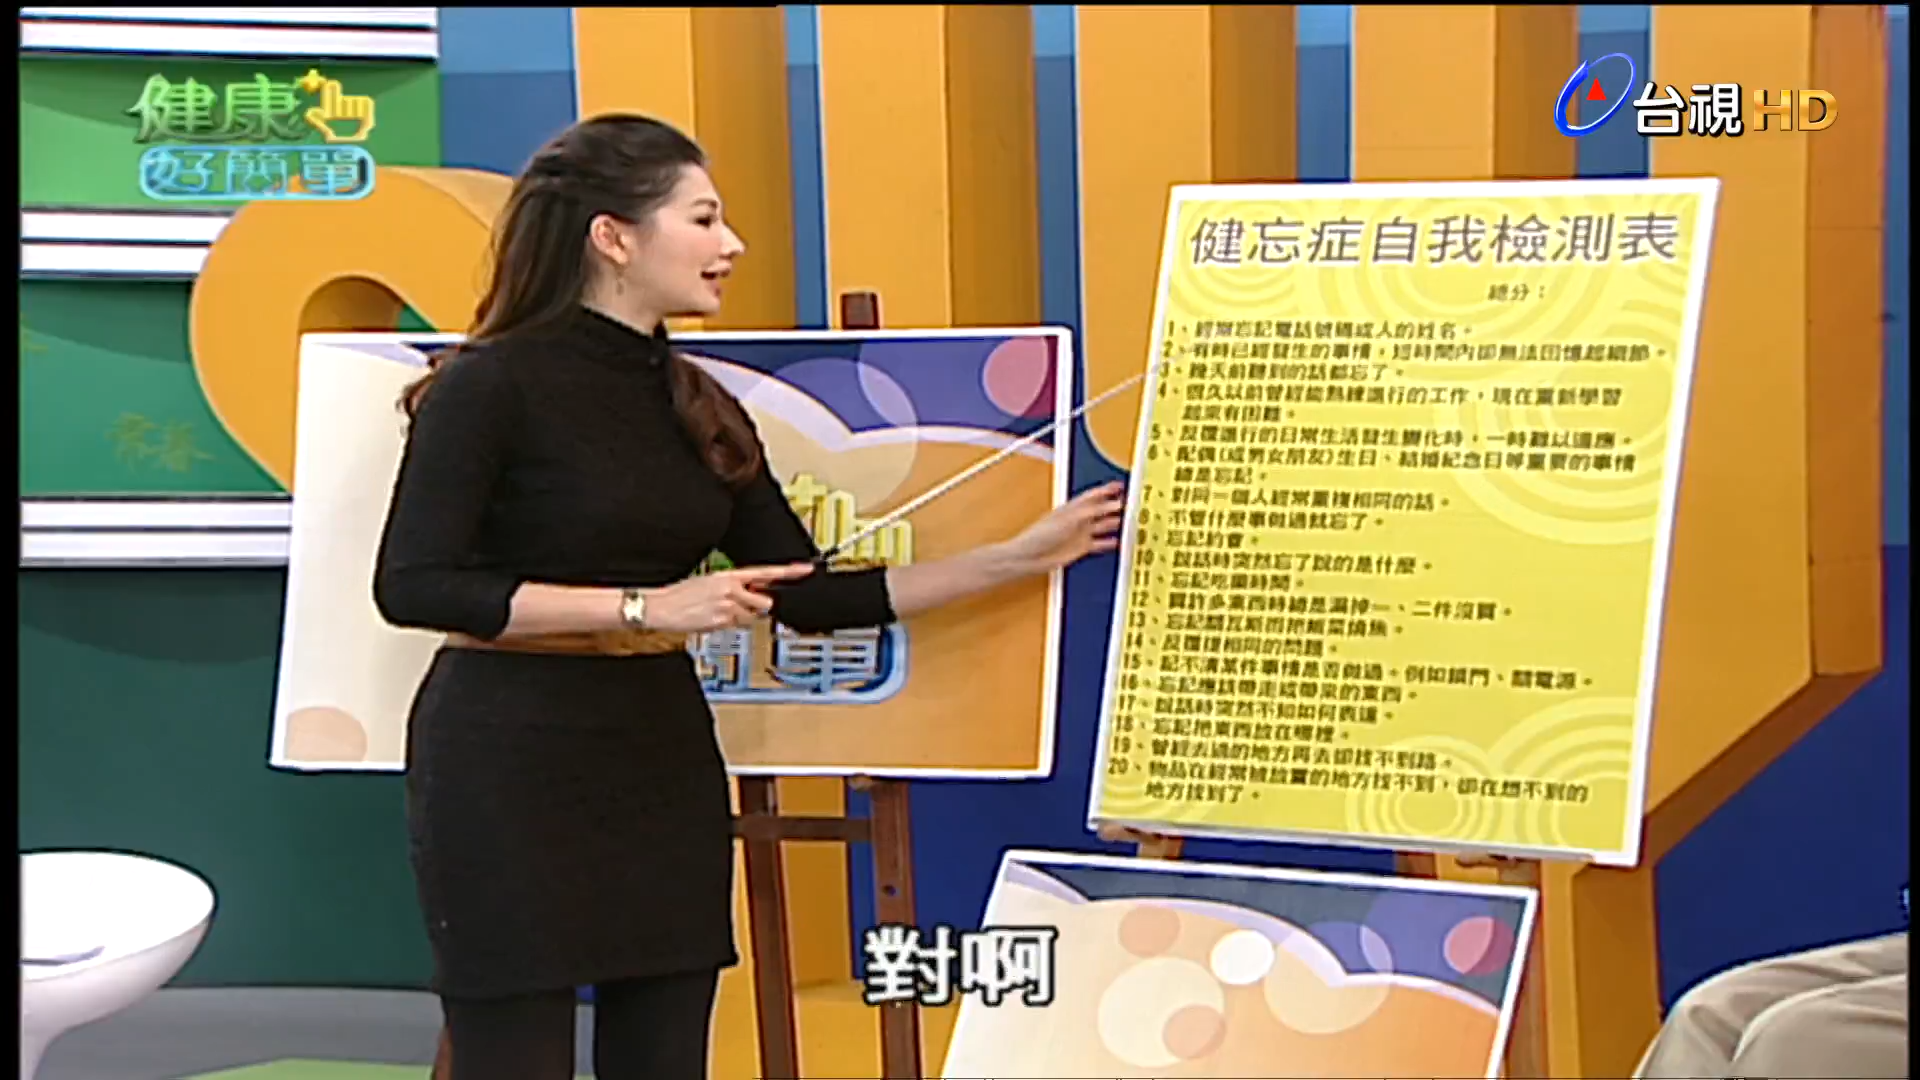 健康
好簡單
台視HD
健忘症自我檢測表
總分：
1、經常忘記電話號碼或人的姓名。
2、有時已經發生的事情，短時間內卻無法回憶起細節。
3、幾天前聽到的話都忘了。
4、很久以前曾經能熟練進行的工作，現在重新學習
起來有困難。
5、反覆進行的日常生活發生變化時，一時難以適應。
6、配偶(或男女朋友)生日、結婚紀念日等重要的事情
總是忘記。
7、對同一個人經常重複相同的話。
8、不管什麼事做過就忘了。
9、忘記約會。
10、說話時突然忘了說的是什麼。
11、忘記吃藥時間。
12、買許多東西時總是漏掉一、二件沒買。
13、忘記關瓦斯而把飯菜燒焦。
14、反覆提相同的問題。
15、記不清某件事情是否做過。例如鎖門、關電源。
16、忘記應該帶走或帶來的東西。
17、說話時突然不知如何表達。
18、忘記把東西放在哪裡。
19、曾經去過的地方再去卻找不到路。
20、物品在經常被放置的地方找不到，卻在想不到的
地方找到了。
簡單
對啊